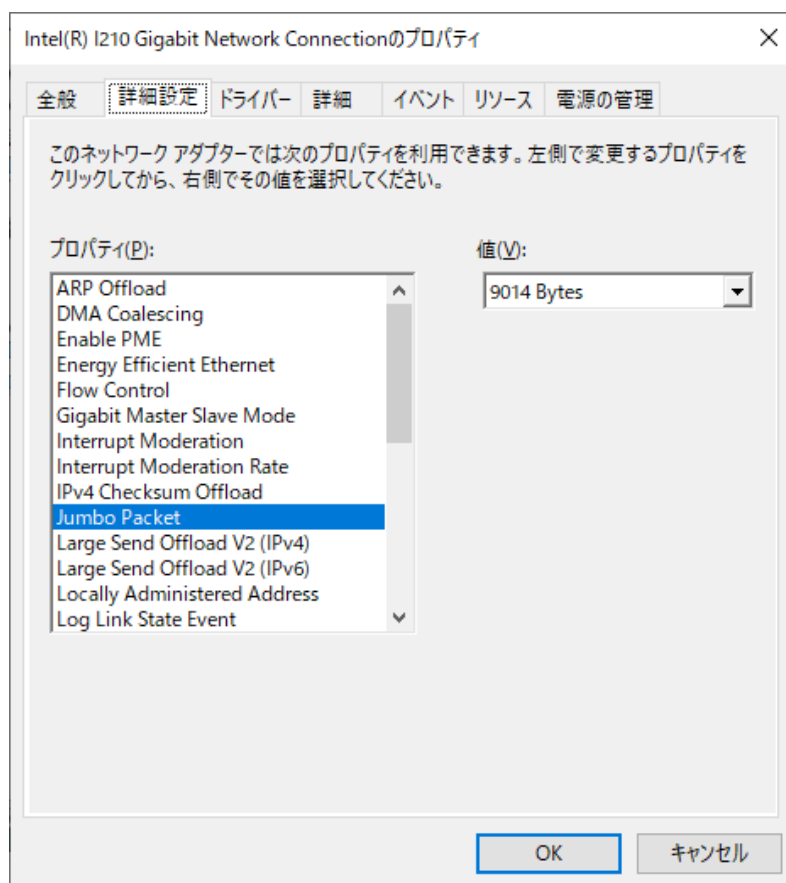 Intel(R) I210 Gigabit Network Connectionのプロパティ
全般 詳細設定 ドライバー 詳細 イベント リソース 電源の管理
このネットワーク アダプターでは次のプロパティを利用できます。左側で変更するプロパティを
クリックしてから、右側でその値を選択してください。
プロパティ(P):
値(V):
9014 Bytes
ARP Offload
DMA Coalescing
Enable PME
Energy Efficient Ethernet
Flow Control
Gigabit Master Slave Mode
Interrupt Moderation
Interrupt Moderation Rate
IPv4 Checksum Offload
Jumbo Packet
Large Send Offload V2 (IPv4)
Large Send Offload V2 (IPv6)
Locally Administered Address
Log Link State Event
OK
キャンセル